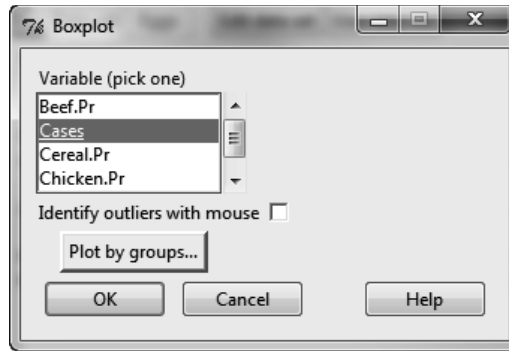 Boxplot
Variable (pick one)
Beef.Pr
Cases
Cereal.Pr
Chicken.Pr
Identify outliers with mouse
Plot by groups...
OK Cancel Help